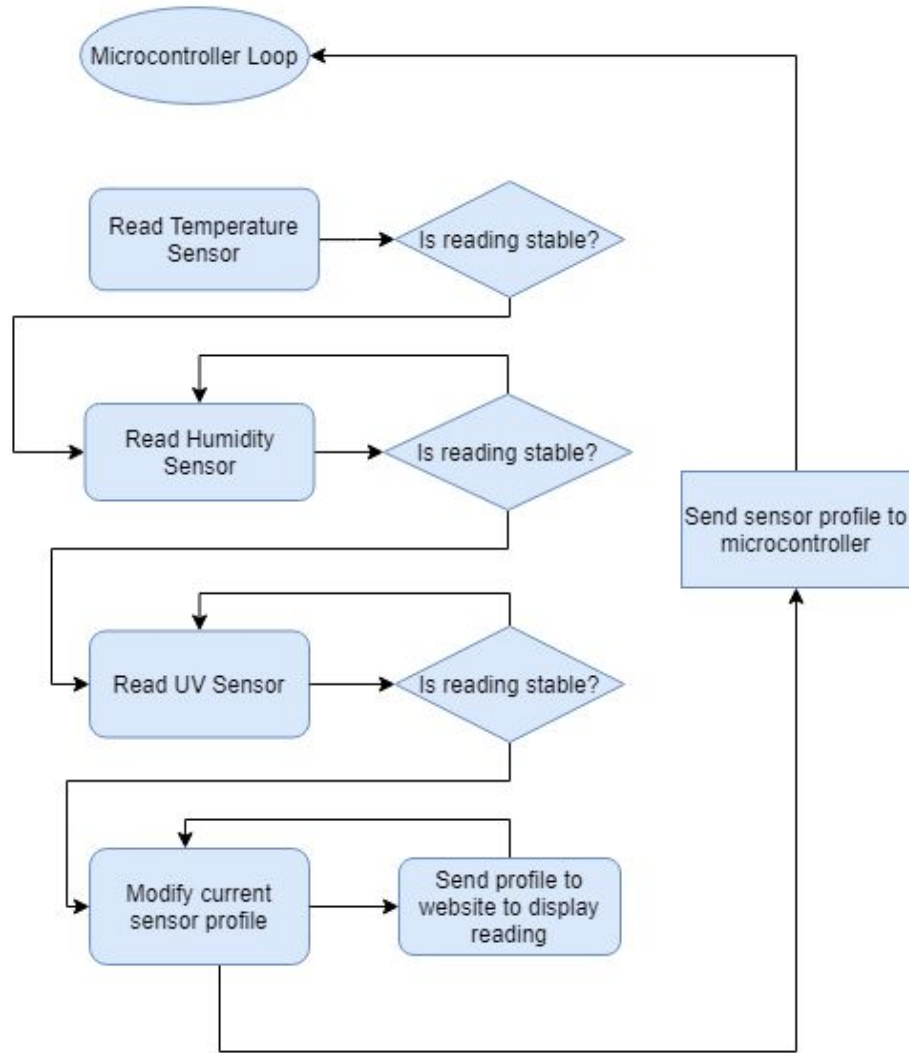 Microcontroller Loop
Read Temperature
Sensor
Is reading stable?
Read Humidity
Sensor
Is reading stable?
Send sensor profile to
microcontroller
Read UV Sensor
Is reading stable?
Modify current
sensor profile
Send profile to
website to display
reading